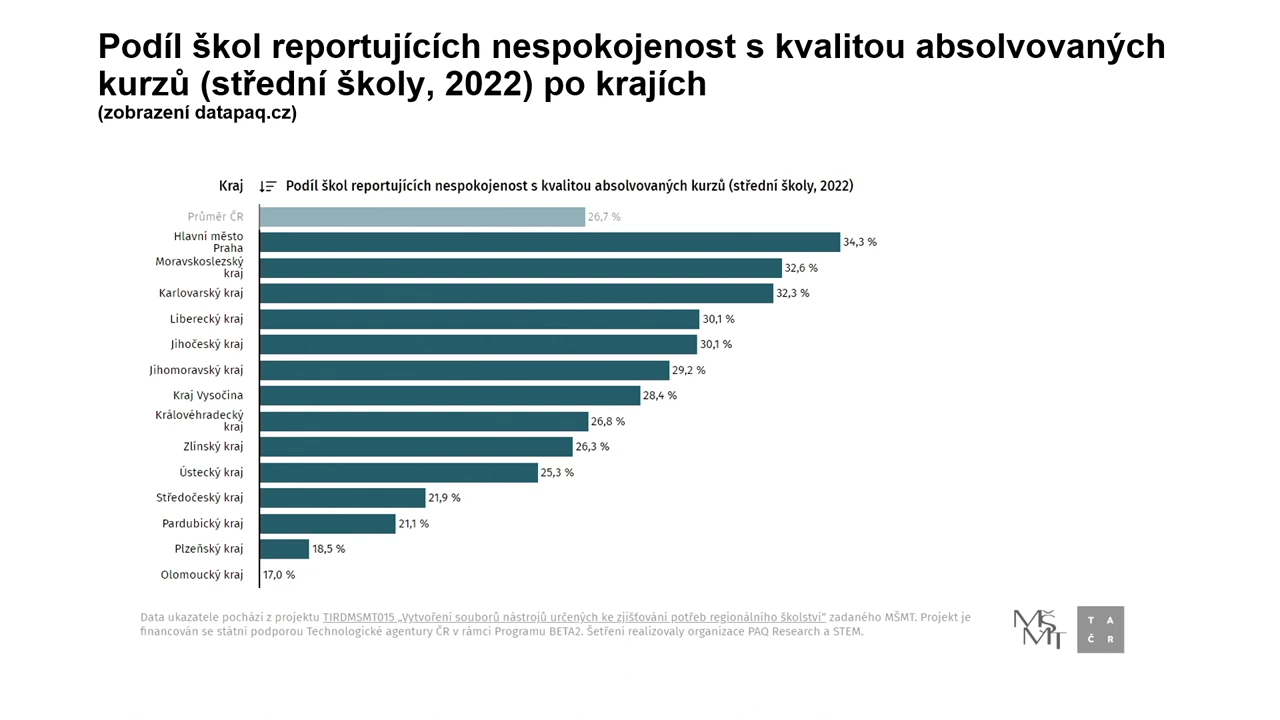 Podíl škol reportujících nespokojenost s kvalitou absolvovaných
kurzů (střední školy, 2022) po krajích
(zobrazení datapaq.cz)
Kraj Podíl škol reportujících nespokojenost s kvalitou absolvovaných kurzů (střední školy, 2022)
Průměr ČR 26,7 %
Hlavní město
Praha 34,3 %
Moravskoslezský
kraj 32,6 %
Karlovarský kraj 32,3 %
Liberecký kraj 30,1 %
Jihočeský kraj 30,1 %
Jihomoravský kraj 29,2 %
Kraj Vysočina 28,4 %
Královéhradecký
kraj 26,8 %
Zlínský kraj 26,3 %
Ústecký kraj 25,3 %
Středočeský kraj 21,9 %
Pardubický kraj 21,1 %
Plzeňský kraj 18,5 %
Olomoucký kraj 17,0 %
Data ukazatele pochází z projektu TIRDMSMT015 „Vytvoření souborů nástrojů určených ke zjišťování potřeb regionálního školství“ zadaného MŠMT. Projekt je
financován se státní podporou Technologické agentury ČR v rámci Programu BETA2. Šetření realizovaly organizace PAQ Research a STEM.
MŠMT
T A
Č R